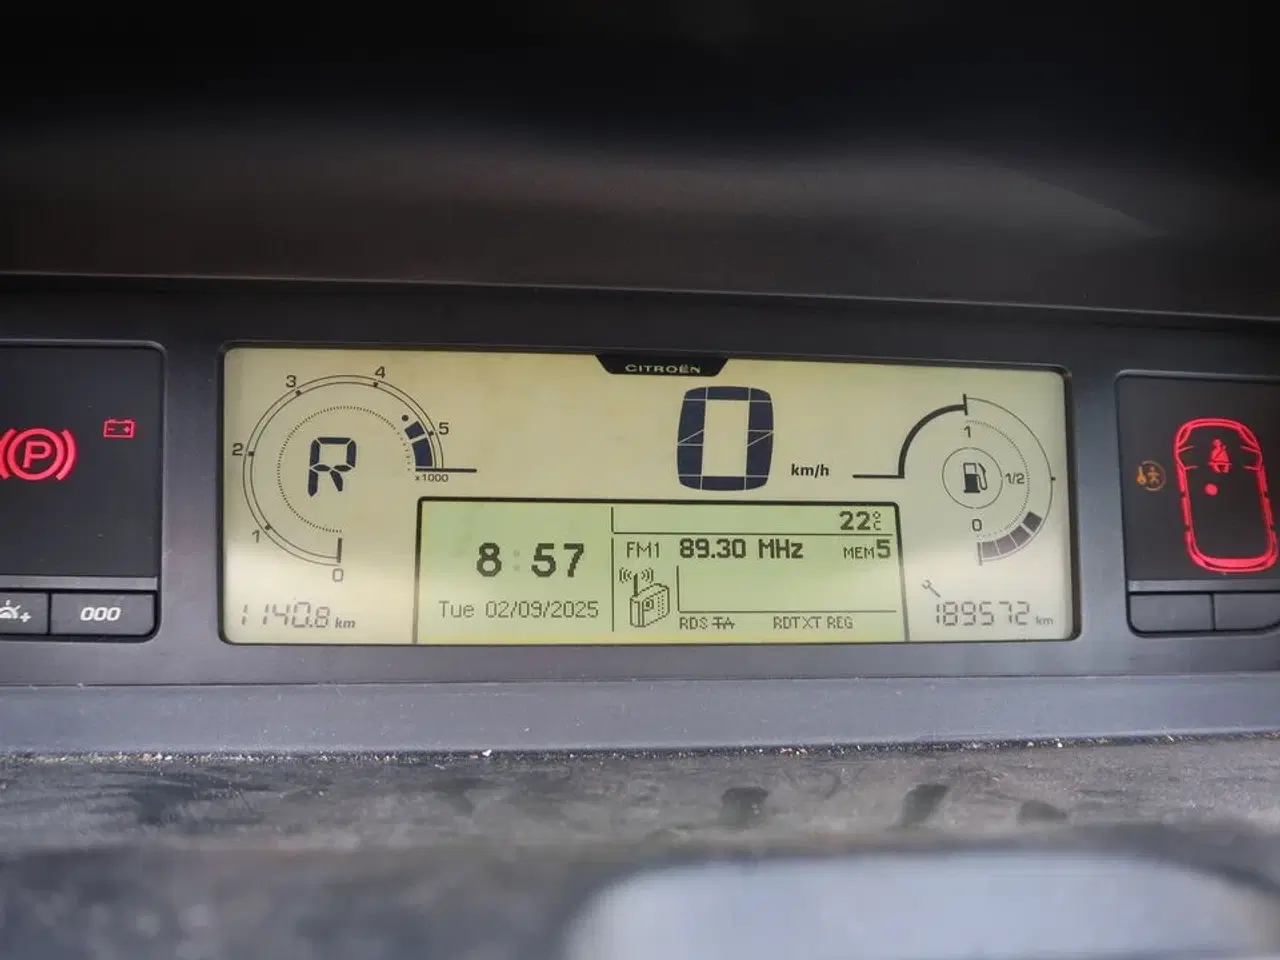 CITROËN
4
3
5
2
x1000
1
0
R
0
km/h
1
1/2
0
P
22°C
8:57
FM1 89.30 MHz MEM5
Tue 02/09/2025
RDS TA RDTXT REG
1140.8 km
189572 km
000